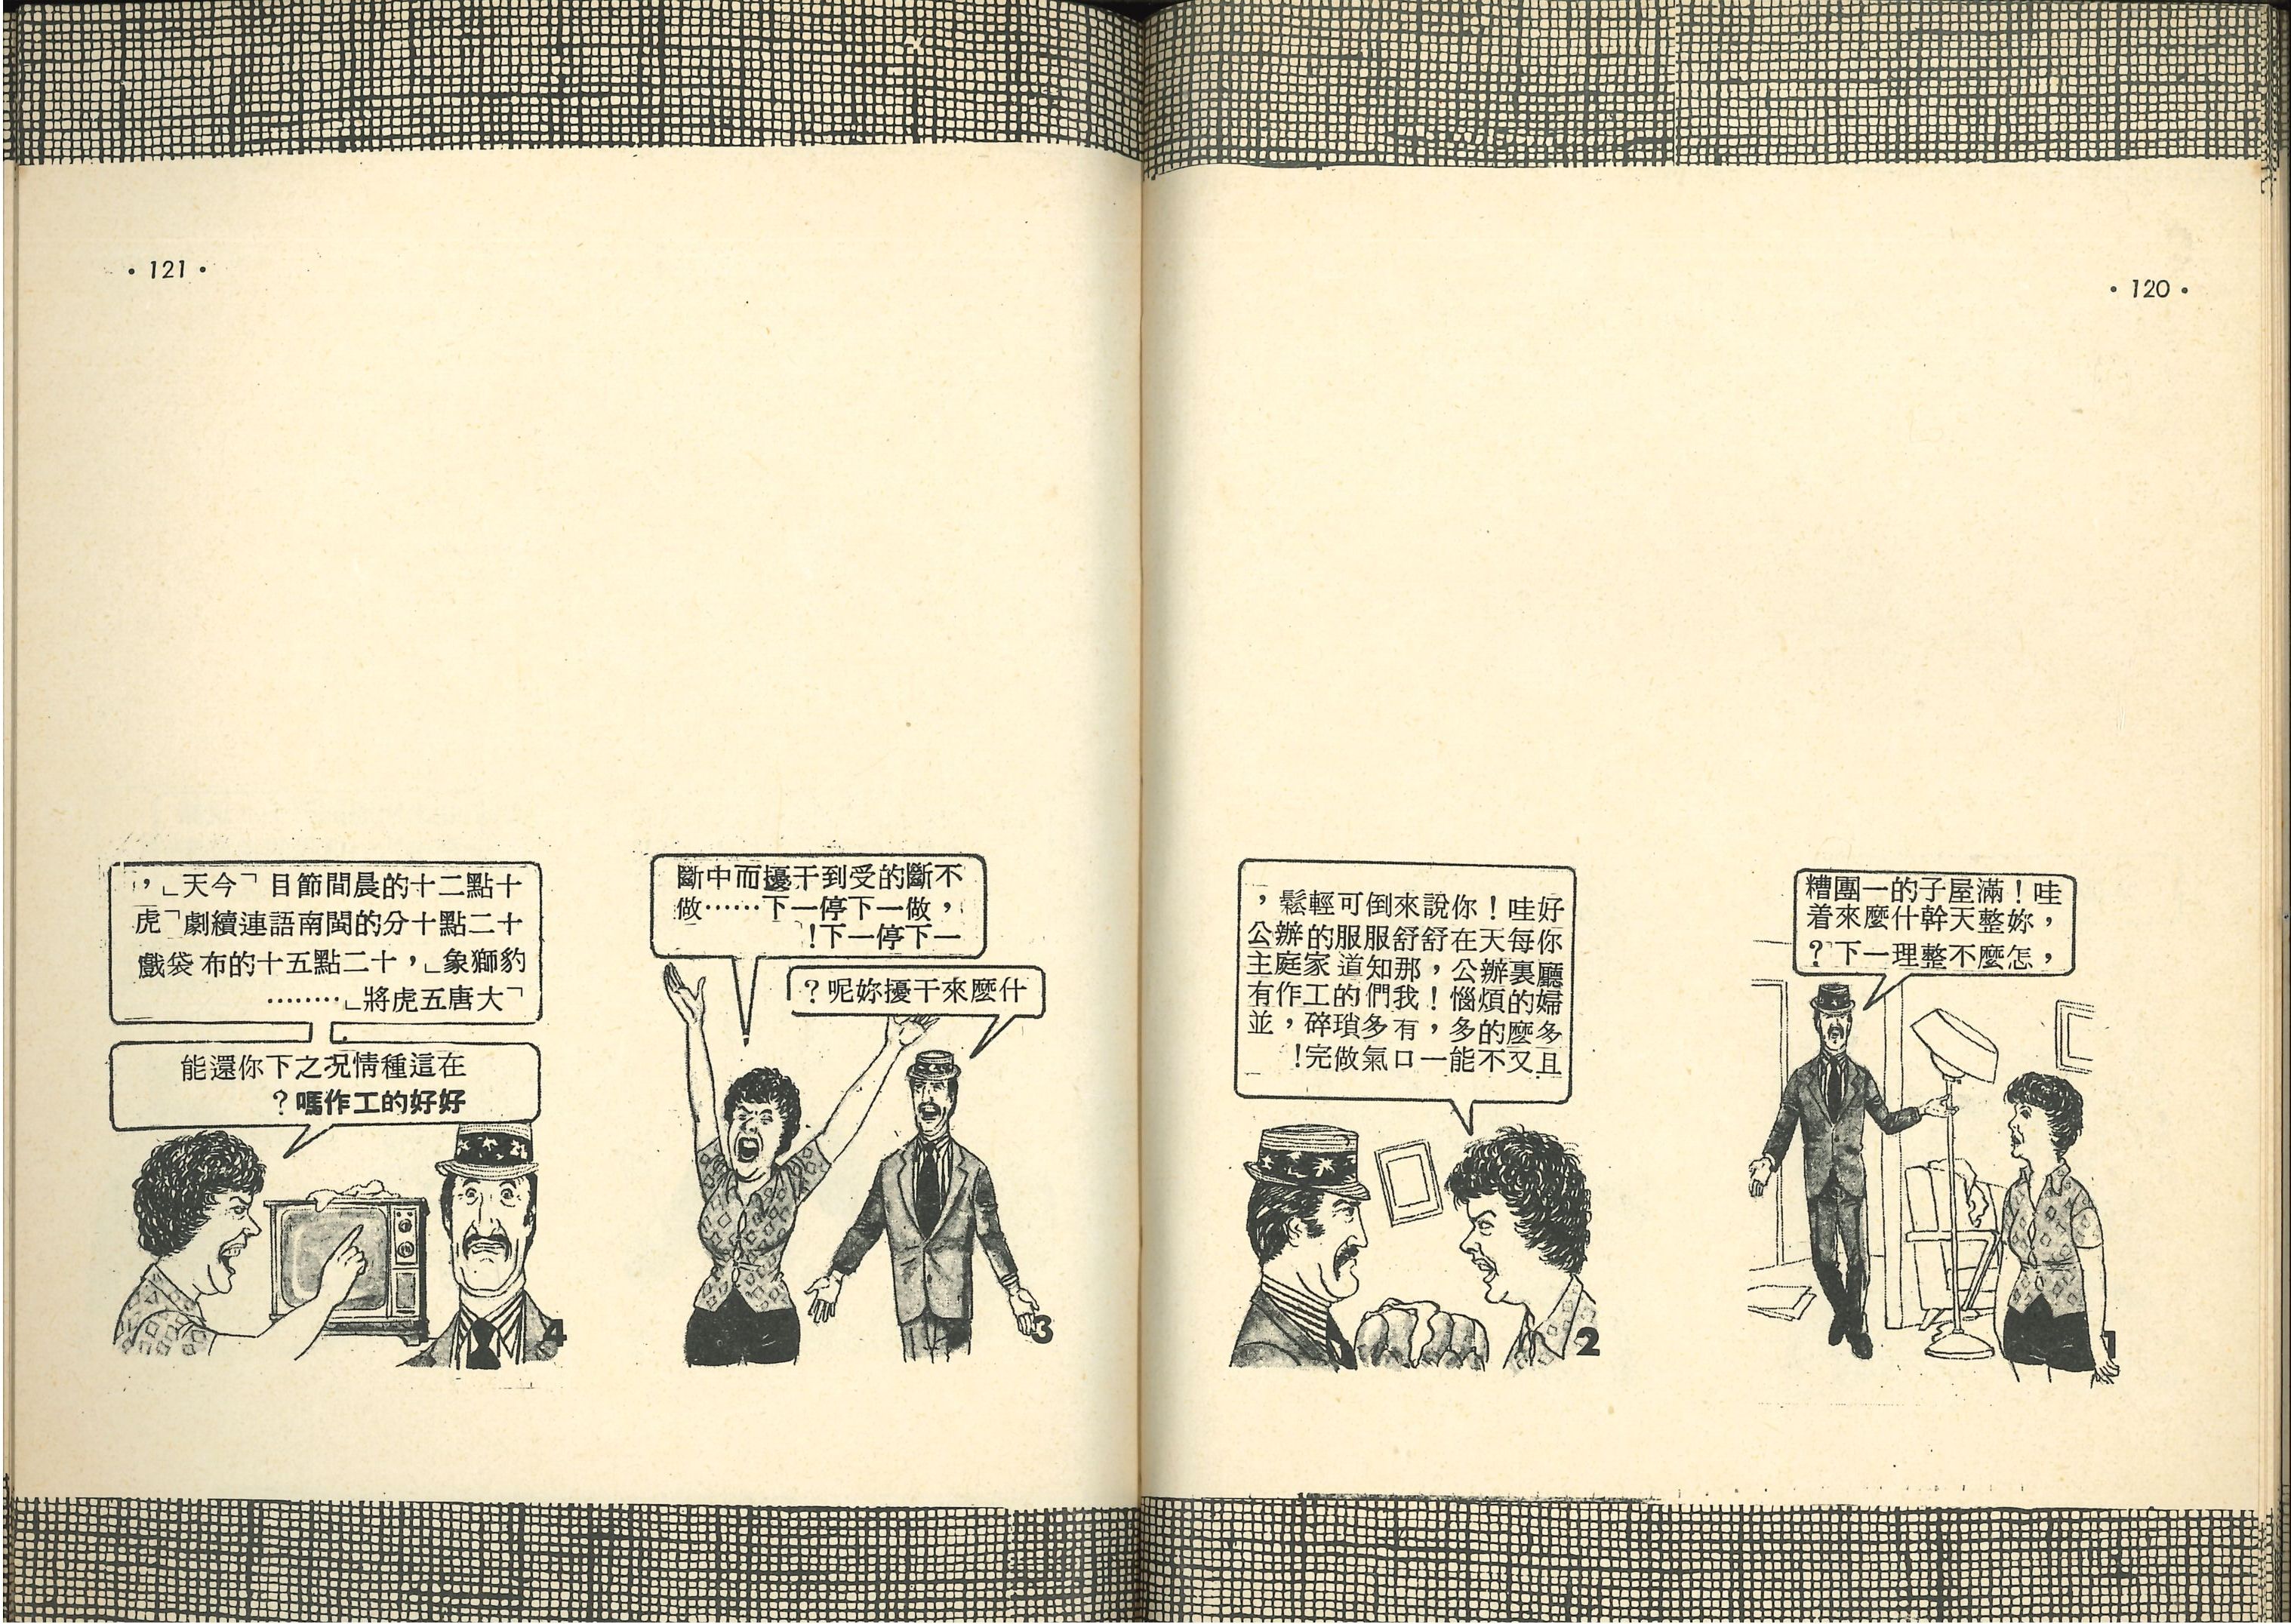 ·120·
哇！滿屋子的一團糟
，妳整天幹什麼來着
，怎麼不整理一下？
1
好哇！你說來倒可輕鬆，
你每天在舒舒服服的辦公
廳裏辦公，那知道家庭主
婦的煩惱！我們的工作有
多麼的多，有多瑣碎，並
且又不能一口氣做完！
2
·121·
什麼來干擾妳呢？
不斷的受到干擾而中斷
，做一下停一下……做
一下停一下！
3
十點二十的晨間節目「今天」，
十二點十分的閩南語連續劇「虎
豹獅象」，十二點五十的布袋戲
「大唐五虎將」………
在這種情況之下你還能
好好的工作嗎？
4